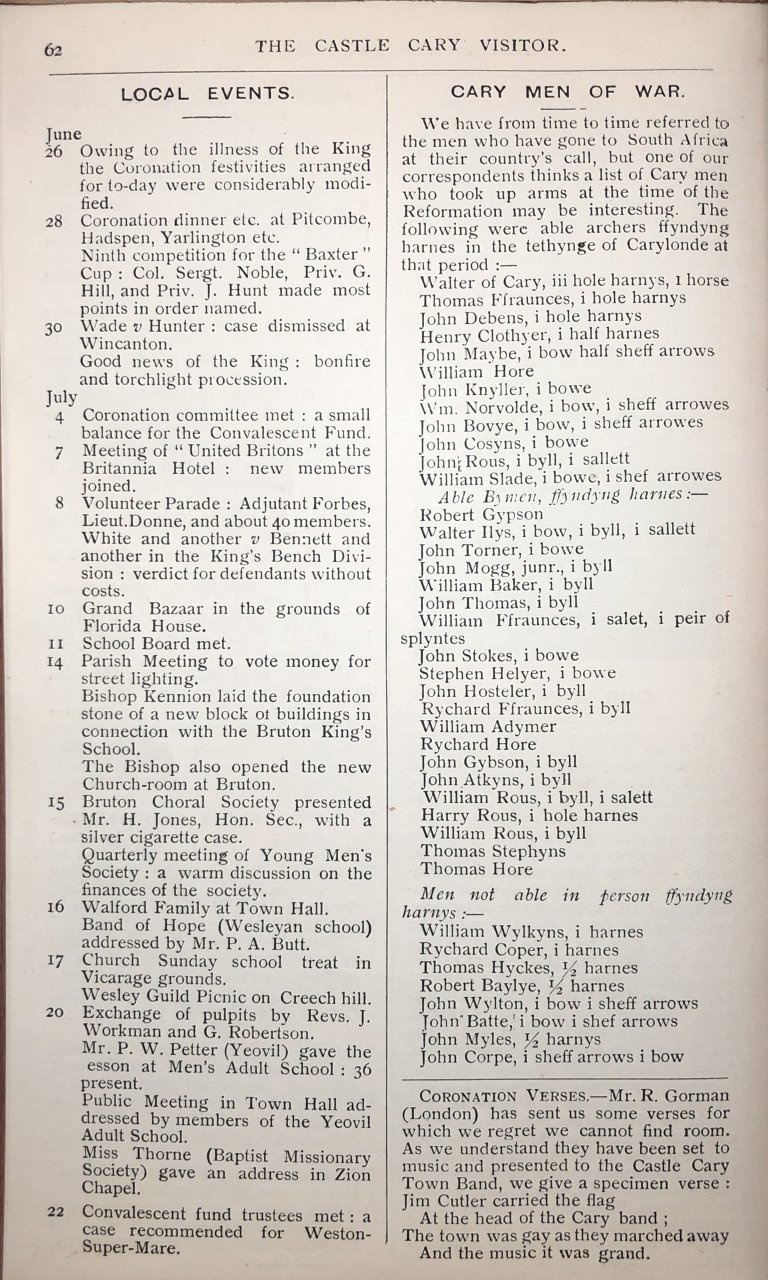 62
THE CASTLE CARY VISITOR.
LOCAL EVENTS.
June
26 Owing to the illness of the King
the Coronation festivities arranged
for to-day were considerably modi-
fied.
28 Coronation dinner etc. at Pitcombe,
Hadspen, Yarlington etc.
Ninth competition for the “ Baxter ”
Cup : Col. Sergt. Noble, Priv. G.
Hill, and Priv. J. Hunt made most
points in order named.
30 Wade v Hunter : case dismissed at
Wincanton.
Good news of the King : bonfire
and torchlight procession.
July
4 Coronation committee met : a small
balance for the Convalescent Fund.
7 Meeting of “ United Britons ” at the
Britannia Hotel : new members
joined.
8 Volunteer Parade : Adjutant Forbes,
Lieut.Donne, and about 40 members.
White and another v Bennett and
another in the King's Bench Divi-
sion : verdict for defendants without
costs.
10 Grand Bazaar in the grounds of
Florida House.
11 School Board met.
14 Parish Meeting to vote money for
street lighting.
Bishop Kennion laid the foundation
stone of a new block ot buildings in
connection with the Bruton King's
School.
The Bishop also opened the new
Church-room at Bruton.
15 Bruton Choral Society presented
Mr. H. Jones, Hon. Sec., with a
silver cigarette case.
Quarterly meeting of Young Men's
Society : a warm discussion on the
finances of the society.
16 Walford Family at Town Hall.
Band of Hope (Wesleyan school)
addressed by Mr. P. A. Butt.
17 Church Sunday school treat in
Vicarage grounds.
Wesley Guild Picnic on Creech hill.
20 Exchange of pulpits by Revs. J.
Workman and G. Robertson.
Mr. P. W. Petter (Yeovil) gave the
esson at Men's Adult School : 36
present.
Public Meeting in Town Hall ad-
dressed by members of the Yeovil
Adult School.
Miss Thorne (Baptist Missionary
Society) gave an address in Zion
Chapel.
22 Convalescent fund trustees met : a
case recommended for Weston-
Super-Mare.
CARY MEN OF WAR.
We have from time to time referred to
the men who have gone to South Africa
at their country's call, but one of our
correspondents thinks a list of Cary men
who took up arms at the time of the
Reformation may be interesting. The
following were able archers ffyndyng
harnes in the tethynge of Carylonde at
that period :—
Walter of Cary, iii hole harnys, 1 horse
Thomas Ffraunces, i hole harnys
John Debens, i hole harnys
Henry Clothyer, i half harnes
John Maybe, i bow half sheff arrows
William Hore
John Knyller, i bowe
Wm. Norvolde, i bow, i sheff arrowes
John Bovye, i bow, i sheff arrowes
John Cosyns, i bowe
John Rous, i byll, i sallett
William Slade, i bowe, i shef arrowes
Able Bymen, ffyndyng harnes :—
Robert Gypson
Walter Ilys, i bow, i byll, i sallett
John Torner, i bowe
John Mogg, junr., i byll
William Baker, i byll
John Thomas, i byll
William Ffraunces, i salet, i peir of
splyntes
John Stokes, i bowe
Stephen Helyer, i bowe
John Hosteler, i byll
Rychard Ffraunces, i byll
William Adymer
Rychard Hore
John Gybson, i byll
John Atkyns, i byll
William Rous, i byll, i salett
Harry Rous, i hole harnes
William Rous, i byll
Thomas Stephyns
Thomas Hore
Men not able in person ffyndyng
harnys :—
William Wylkyns, i harnes
Rychard Coper, i harnes
Thomas Hyckes, ½ harnes
Robert Baylye, ½ harnes
John Wylton, i bow i sheff arrows
John Batte, i bow i shef arrows
John Myles, ½ harnys
John Corpe, i sheff arrows i bow
CORONATION VERSES.—Mr. R. Gorman
(London) has sent us some verses for
which we regret we cannot find room.
As we understand they have been set to
music and presented to the Castle Cary
Town Band, we give a specimen verse :
Jim Cutler carried the flag
At the head of the Cary band ;
The town was gay as they marched away
And the music it was grand.